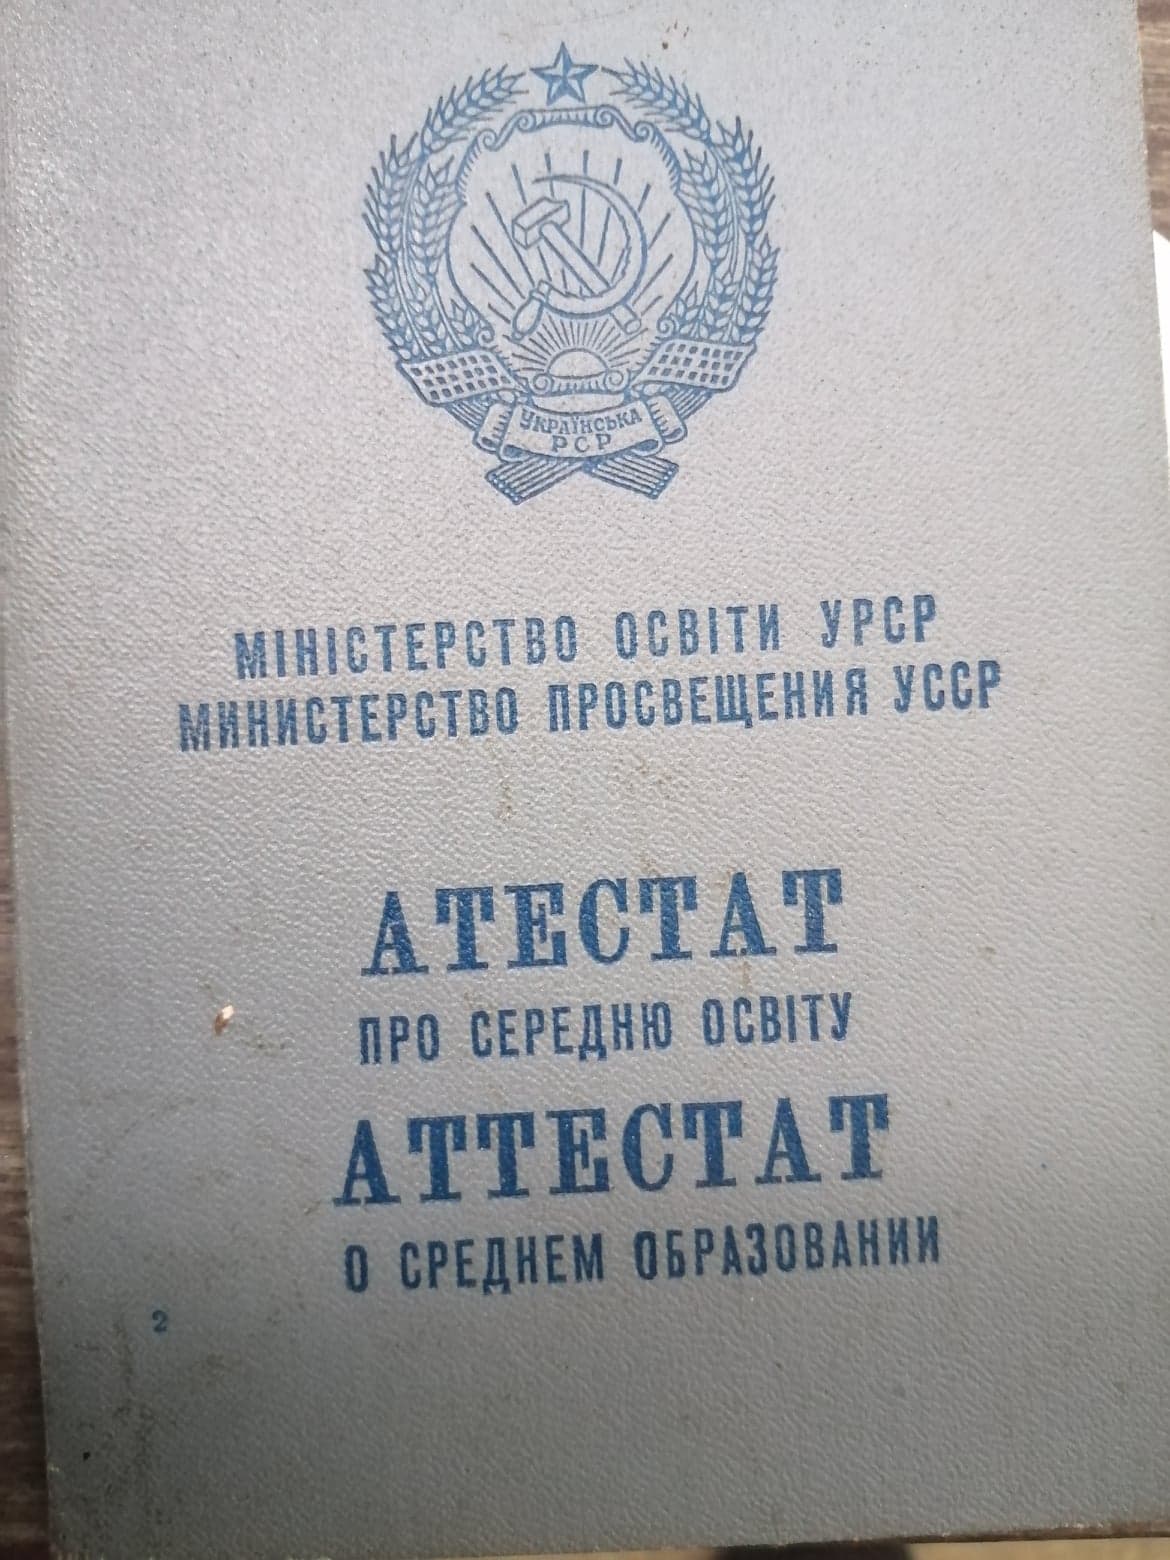 УКРАЇНСЬКА
РСР
МІНІСТЕРСТВО ОСВІТИ УРСР
МИНИСТЕРСТВО ПРОСВЕЩЕНИЯ УССР
АТЕСТАТ
ПРО СЕРЕДНЮ ОСВІТУ
АТТЕСТАТ
О СРЕДНЕМ ОБРАЗОВАНИИ
2